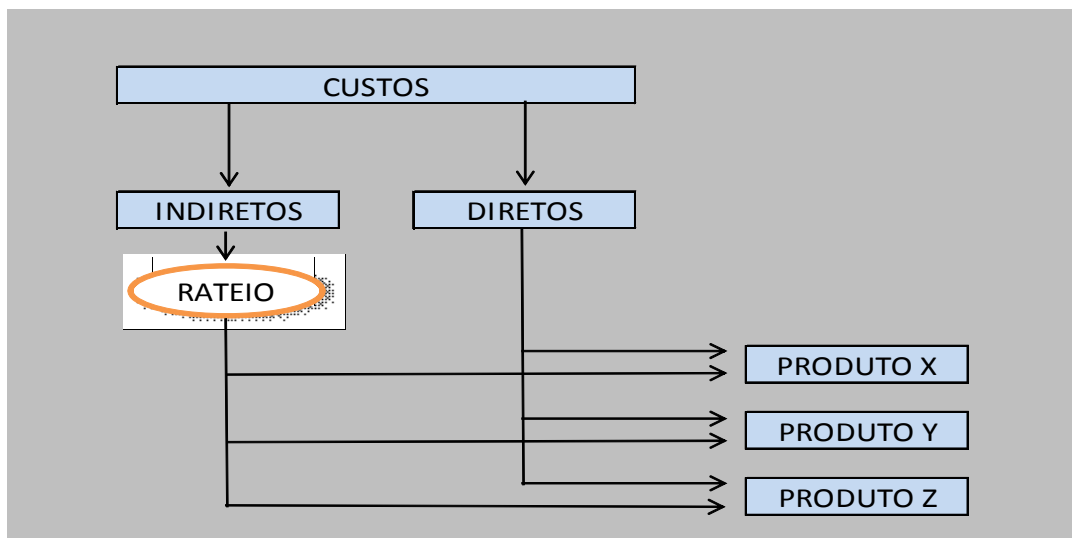 CUSTOS
INDIRETOS
DIRETOS
RATEIO
PRODUTO X
PRODUTO Y
PRODUTO Z